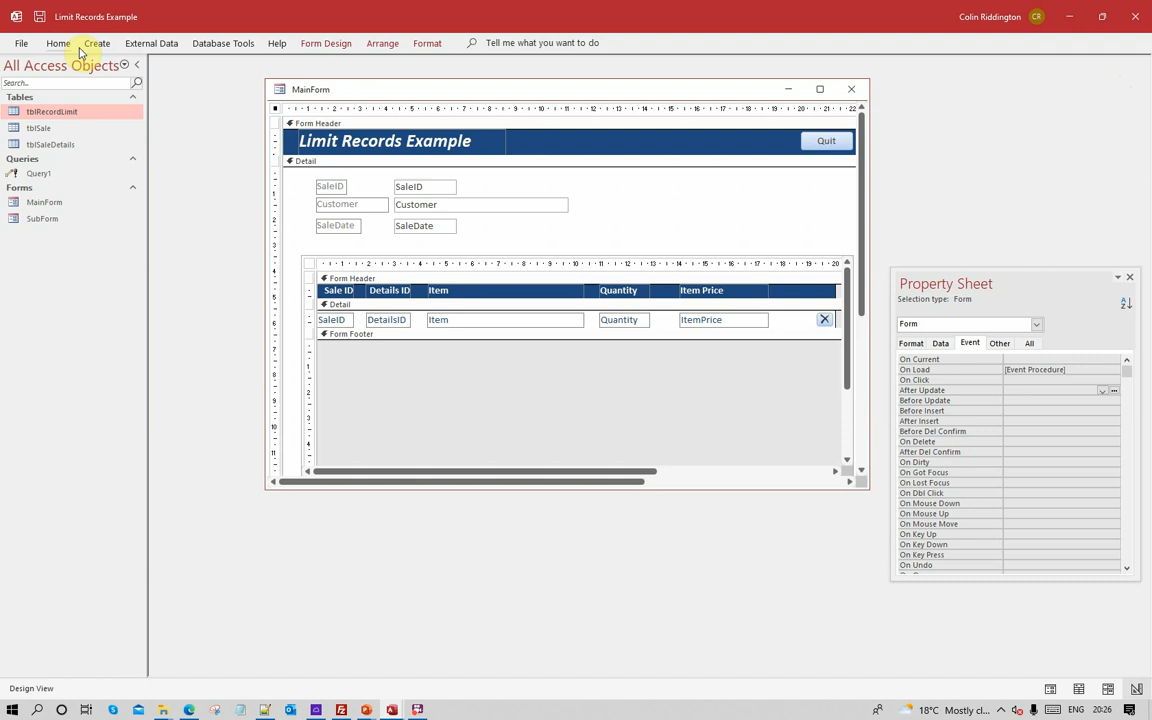 Limit Records Example
Colin Riddington CR
File Home Create External Data Database Tools Help Form Design Arrange Format Tell me what you want to do
All Access Objects
Search...
Tables
tblRecordLimit
tblSale
tblSaleDetails
Queries
Query1
Forms
MainForm
SubForm
MainForm
Form Header
Limit Records Example
Quit
Detail
SaleID SaleID
Customer Customer
SaleDate SaleDate
Form Header
Sale ID Details ID Item Quantity Item Price
Detail
SaleID DetailsID Item Quantity ItemPrice
Form Footer
Property Sheet
Selection type: Form
Form
Format Data Event Other All
On Current
On Load [Event Procedure]
On Click
After Update
Before Update
Before Insert
After Insert
Before Del Confirm
On Delete
After Del Confirm
On Dirty
On Got Focus
On Lost Focus
On Dbl Click
On Mouse Down
On Mouse Up
On Mouse Move
On Key Up
On Key Down
On Key Press
On Undo
Design View
18°C Mostly cl... ENG 20:26